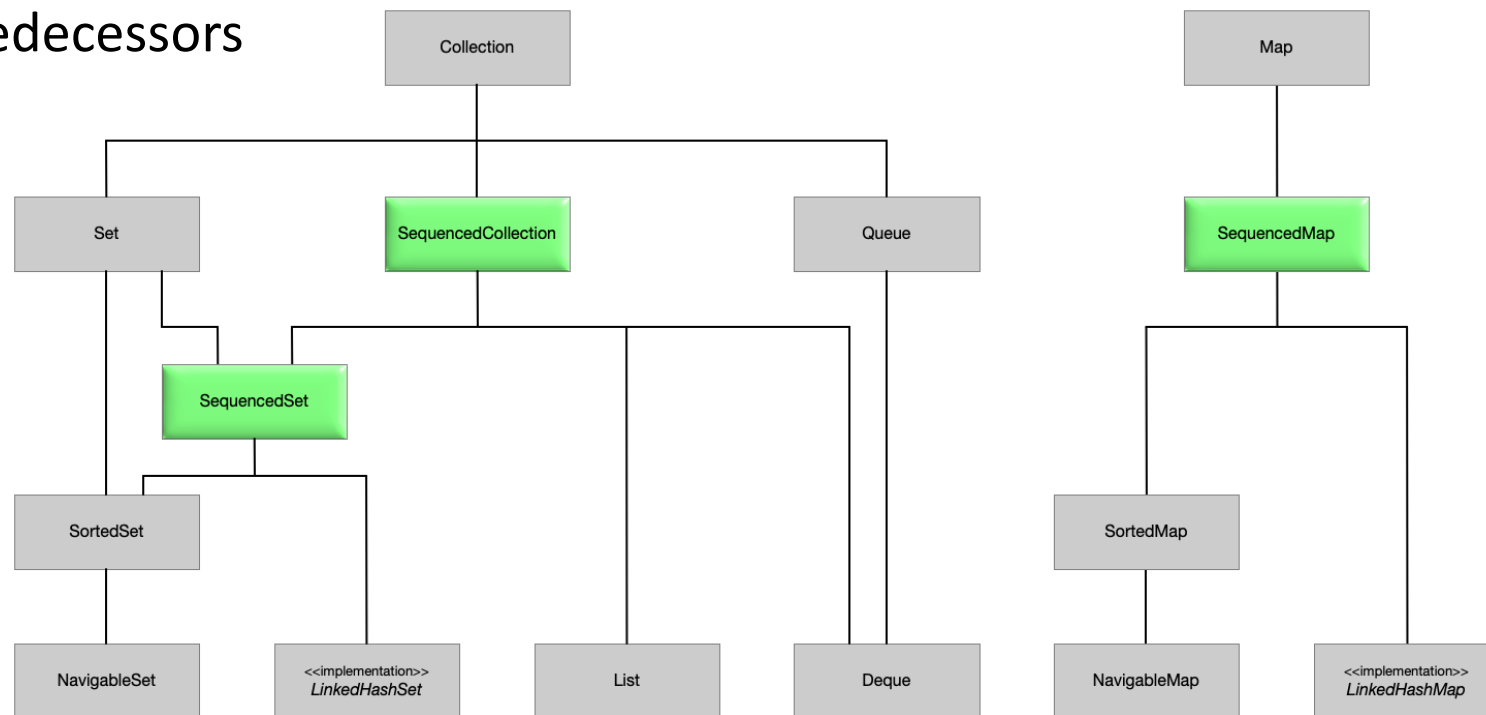 edecessors
Collection
Map
Set
SequencedCollection
Queue
SequencedMap
SequencedSet
SortedSet
SortedMap
NavigableSet
<<implementation>>
LinkedHashSet
List
Deque
NavigableMap
<<implementation>>
LinkedHashMap